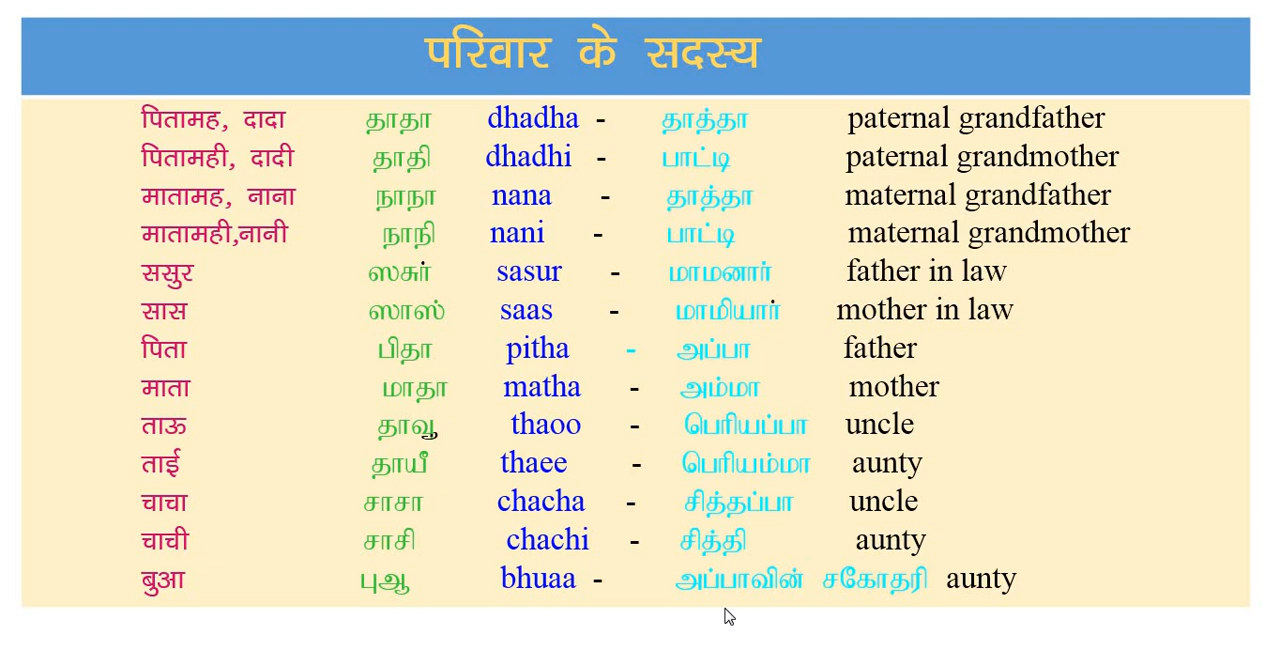 परिवार के सदस्य
पितामह, दादा தாதா dhadha - தாத்தா paternal grandfather
पितामही, दादी தாதி dhadhi - பாட்டி paternal grandmother
मातामह, नाना நாநா nana - தாத்தா maternal grandfather
मातामही,नानी நாநி nani - பாட்டி maternal grandmother
ससुर ஸசுர் sasur - மாமனார் father in law
सास ஸாஸ் saas - மாமியார் mother in law
पिता பிதா pitha - அப்பா father
माता மாதா matha - அம்மா mother
ताऊ தாவூ thaoo - பெரியப்பா uncle
ताई தாயீ thaee - பெரியம்மா aunty
चाचा சாசா chacha - சித்தப்பா uncle
चाची சாசி chachi - சித்தி aunty
बुआ புஆ bhuaa - அப்பாவின் சகோதரி aunty